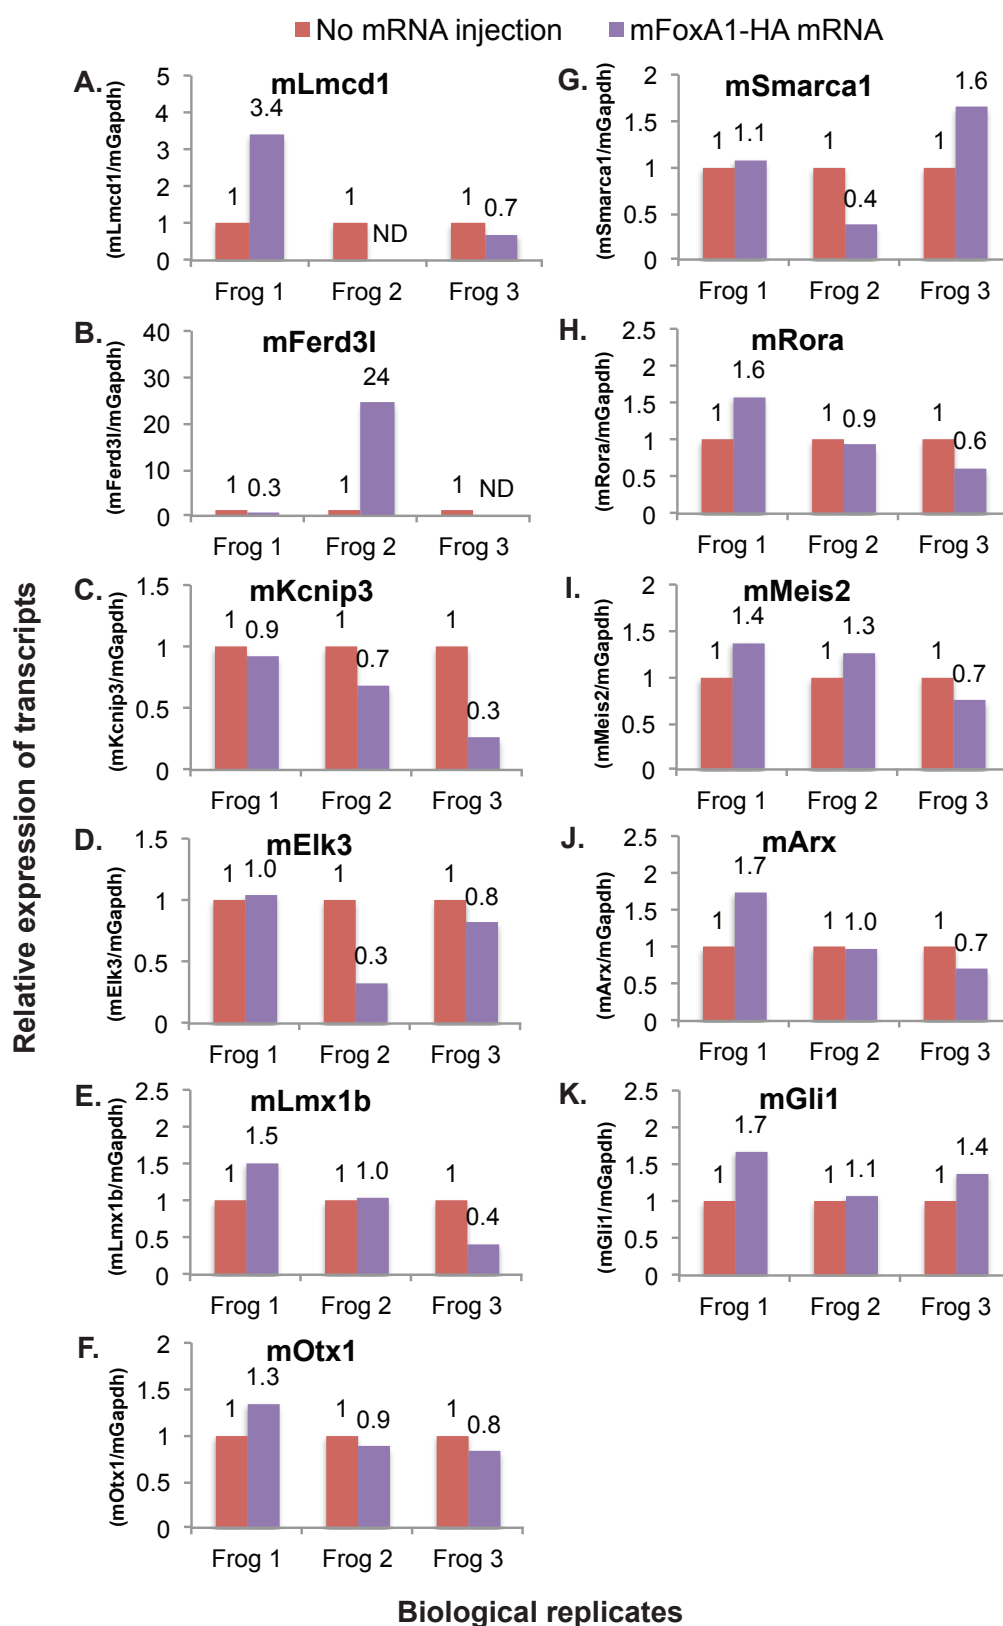 No mRNA injection mFoxA1-HA mRNA
Relative expression of transcripts
A. mLmcd1
(mLmcd1/mGapdh)
5
4
3
2
1
0
1 3.4 1 ND 1 0.7
Frog 1 Frog 2 Frog 3
B. mFerd3l
(mFerd3l/mGapdh)
40
30
20
10
0
1 0.3 1 24 1 ND
Frog 1 Frog 2 Frog 3
C. mKcnip3
(mKcnip3/mGapdh)
1.5
1
0.5
0
1 0.9 1 0.7 1 0.3
Frog 1 Frog 2 Frog 3
D. mElk3
(mElk3/mGapdh)
1.5
1
0.5
0
1 1.0 1 0.3 1 0.8
Frog 1 Frog 2 Frog 3
E. mLmx1b
(mLmx1b/mGapdh)
2.5
2
1.5
1
0.5
0
1 1.5 1 1.0 1 0.4
Frog 1 Frog 2 Frog 3
F. mOtx1
(mOtx1/mGapdh)
2
1.5
1
0.5
0
1 1.3 1 0.9 1 0.8
Frog 1 Frog 2 Frog 3
G. mSmarca1
(mSmarca1/mGapdh)
2
1.5
1
0.5
0
1 1.1 1 0.4 1 1.6
Frog 1 Frog 2 Frog 3
H. mRora
(mRora/mGapdh)
2.5
2
1.5
1
0.5
0
1 1.6 1 0.9 1 0.6
Frog 1 Frog 2 Frog 3
I. mMeis2
(mMeis2/mGapdh)
2
1.5
1
0.5
0
1 1.4 1 1.3 1 0.7
Frog 1 Frog 2 Frog 3
J. mArx
(mArx/mGapdh)
2.5
2
1.5
1
0.5
0
1 1.7 1 1.0 1 0.7
Frog 1 Frog 2 Frog 3
K. mGli1
(mGli1/mGapdh)
2.5
2
1.5
1
0.5
0
1 1.7 1 1.1 1 1.4
Frog 1 Frog 2 Frog 3
Biological replicates